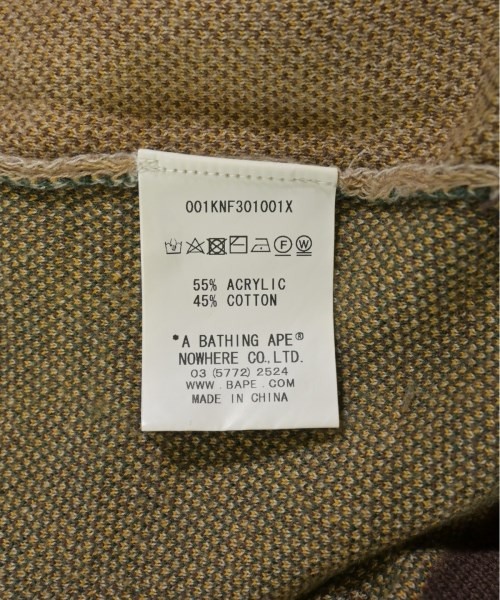 001KNF301001X
F W
55% ACRYLIC
45% COTTON
*A BATHING APE®
NOWHERE CO.,LTD.
03 (5772) 2524
WWW.BAPE.COM
MADE IN CHINA